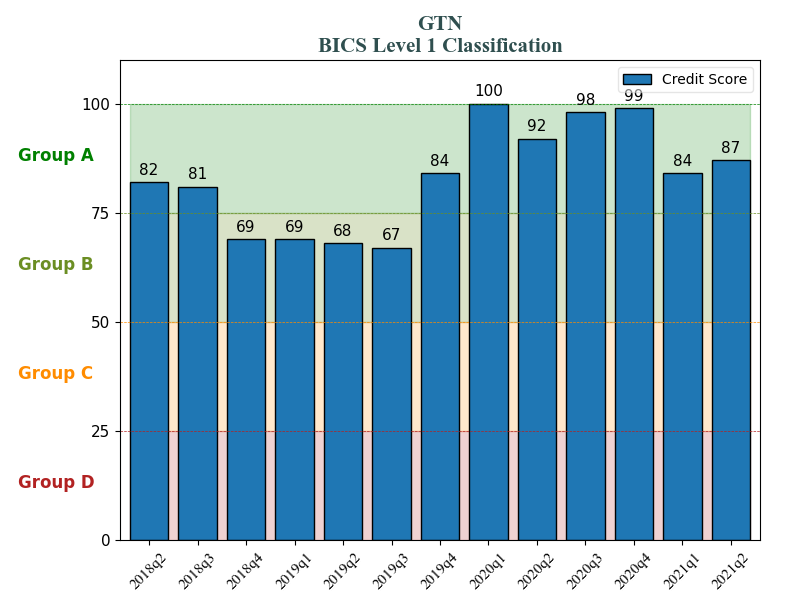 GTN
BICS Level 1 Classification
Credit Score
100
75
50
25
0
Group A
Group B
Group C
Group D
82
81
69
69
68
67
84
100
92
98
99
84
87
2018q2
2018q3
2018q4
2019q1
2019q2
2019q3
2019q4
2020q1
2020q2
2020q3
2020q4
2021q1
2021q2